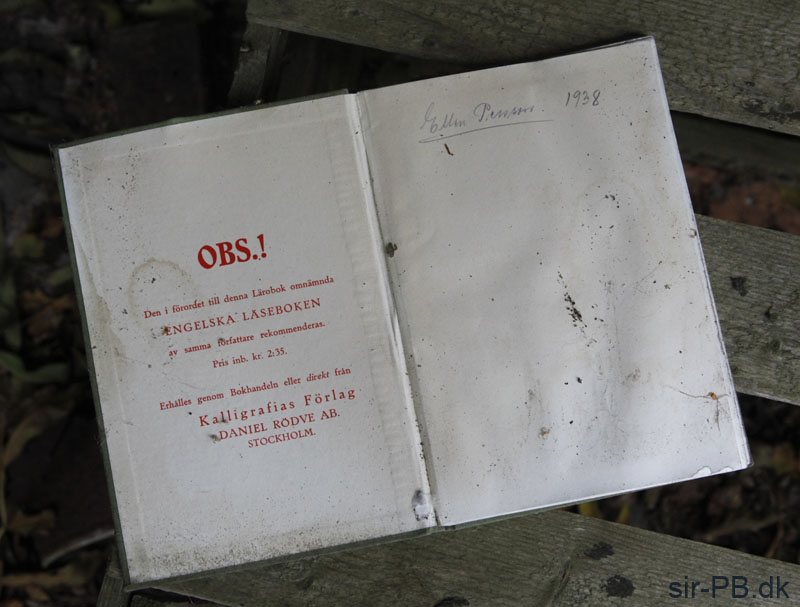 OBS.!
Den i förordet till denna Lärobok omnämnda
ENGELSKA LÄSEBOKEN
av samma författare rekommenderas.
Pris inb. kr. 2:35.
Erhålles genom Bokhandeln eller direkt från
Kalligrafias Förlag
DANIEL RÖDVE AB.
STOCKHOLM.
Ellen Persson 1938
sir-PB.dk